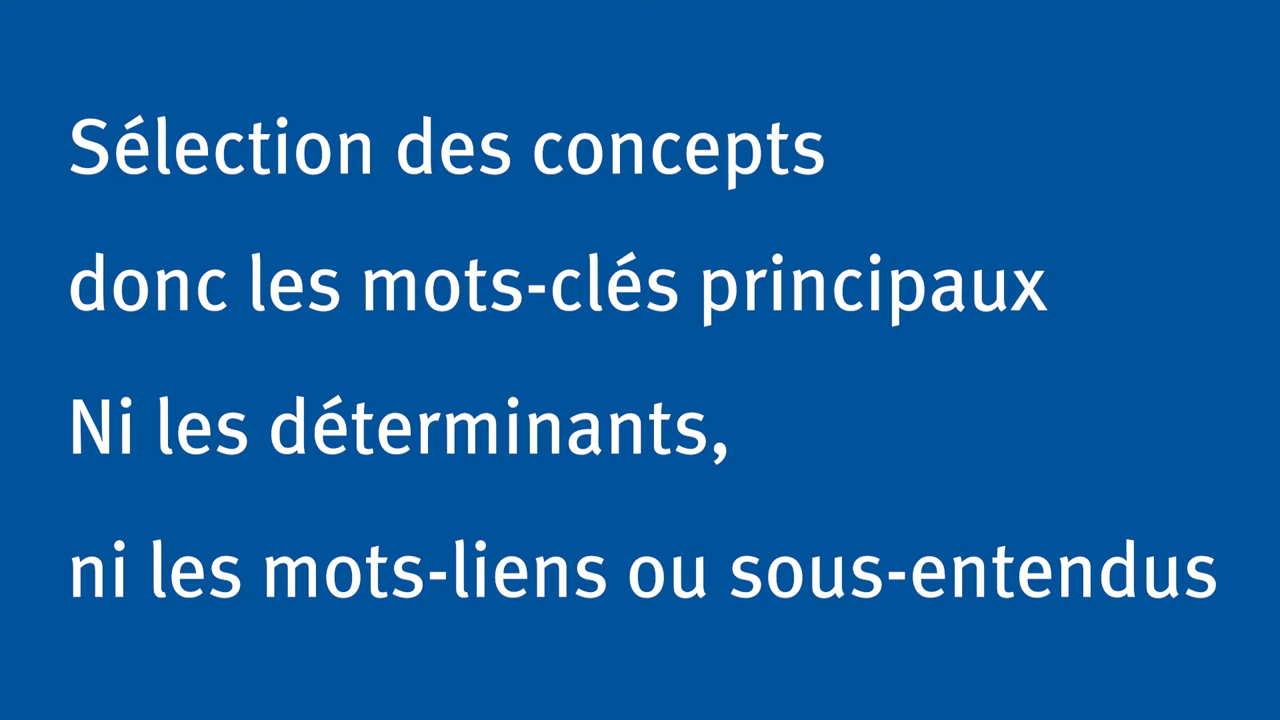 Sélection des concepts
donc les mots-clés principaux
Ni les déterminants,
ni les mots-liens ou sous-entendus